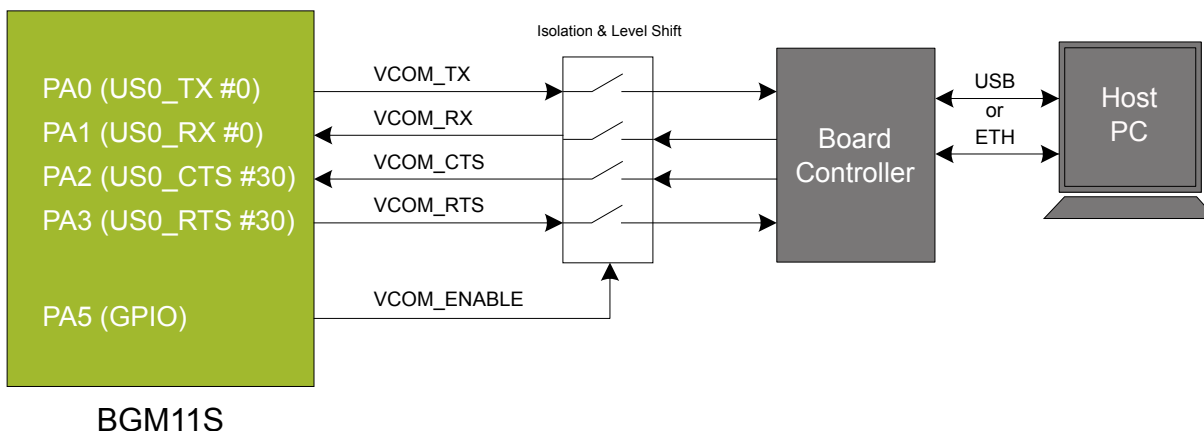 Isolation & Level Shift
PA0 (US0_TX #0)
VCOM_TX
PA1 (US0_RX #0)
VCOM_RX
PA2 (US0_CTS #30)
VCOM_CTS
PA3 (US0_RTS #30)
VCOM_RTS
PA5 (GPIO)
VCOM_ENABLE
Board
Controller
USB
or
ETH
Host
PC
BGM11S